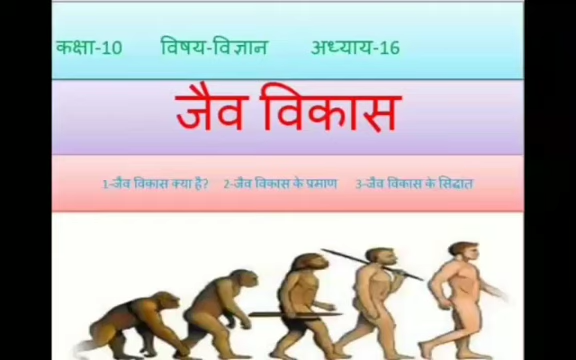 कक्षा-10 विषय-विज्ञान अध्याय-16
जैव विकास
1-जैव विकास क्या है? 2-जैव विकास के प्रमाण 3-जैव विकास के सिद्धात